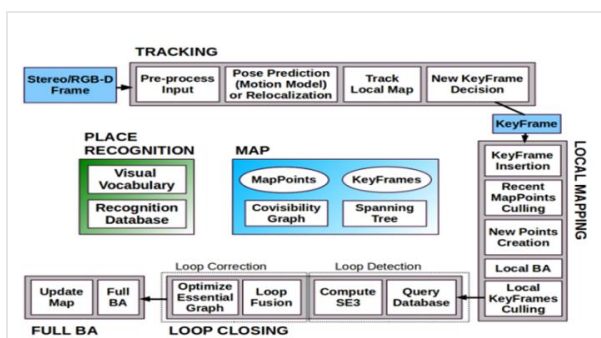 TRACKING
Stereo/RGB-D
Frame
Pre-process
Input
Pose Prediction
(Motion Model)
or Relocalization
Track
Local Map
New KeyFrame
Decision
KeyFrame
PLACE
RECOGNITION
Visual
Vocabulary
Recognition
Database
MAP
MapPoints
KeyFrames
Covisibility
Graph
Spanning
Tree
LOCAL MAPPING
KeyFrame
Insertion
Recent
MapPoints
Culling
New Points
Creation
Local BA
Local
KeyFrames
Culling
Loop Correction
Loop Detection
Update
Map
Full
BA
Optimize
Essential
Graph
Loop
Fusion
Compute
SE3
Query
Database
FULL BA
LOOP CLOSING